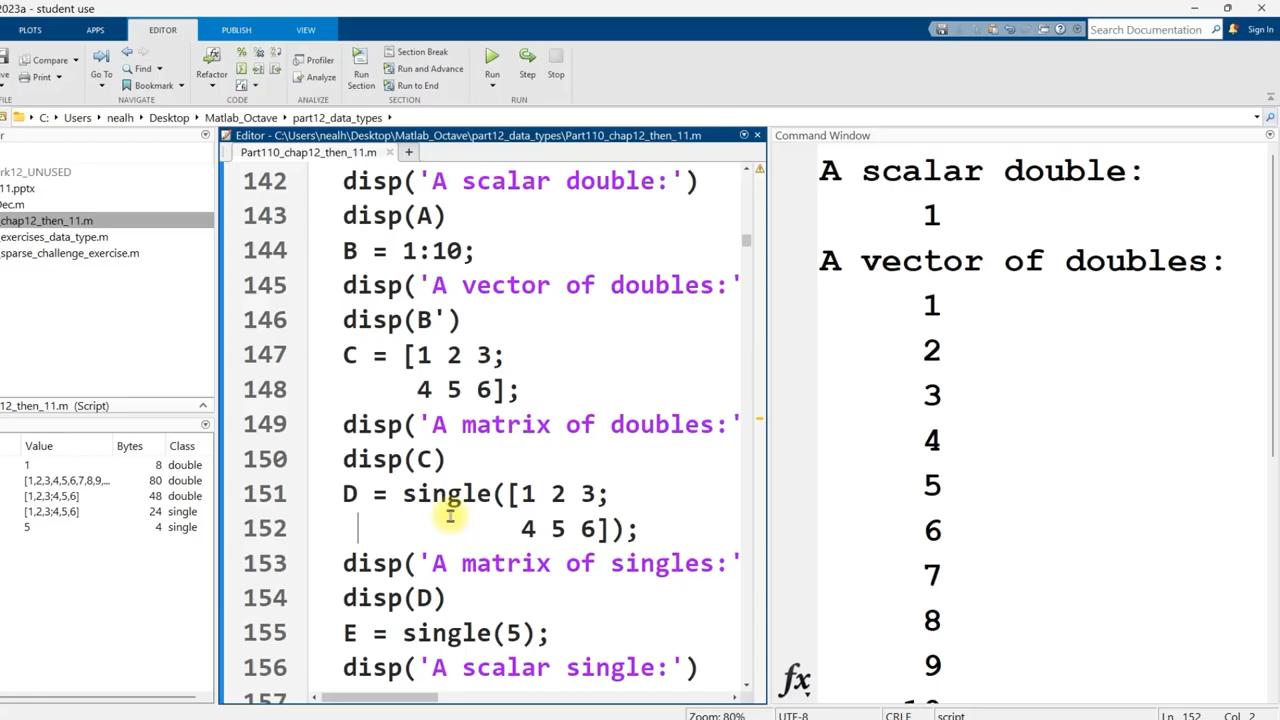 2023a - student use
PLOTS APPS EDITOR PUBLISH VIEW
Search Documentation
Sign In
Compare
Print
FILE
Go To
Find
Bookmark
NAVIGATE
Refactor
CODE
Profiler
Analyze
ANALYZE
Run
Section
Section Break
Run and Advance
Run to End
SECTION
Run
Step
Stop
RUN
C: Users nealh Desktop Matlab_Octave part12_data_types
rk12_UNUSED
11.pptx
Dec.m
_chap12_then_11.m
_exercises_data_type.m
_sparse_challenge_exercise.m
12_then_11.m (Script)
Value Bytes Class
1 8 double
[1,2,3,4,5,6,7,8,9,... 80 double
[1,2,3;4,5,6] 48 double
[1,2,3;4,5,6] 24 single
5 4 single
Editor - C:\Users\nealh\Desktop\Matlab_Octave\part12_data_types\Part110_chap12_then_11.m
Part110_chap12_then_11.m
142 disp('A scalar double:')
143 disp(A)
144 B = 1:10;
145 disp('A vector of doubles:'
146 disp(B')
147 C = [1 2 3;
148 4 5 6];
149 disp('A matrix of doubles:'
150 disp(C)
151 D = single([1 2 3;
152 4 5 6]);
153 disp('A matrix of singles:'
154 disp(D)
155 E = single(5);
156 disp('A scalar single:')
157
Command Window
A scalar double:
1
A vector of doubles:
1
2
3
4
5
6
7
8
9
10
fx
Zoom: 80% UTF-8 CRLF script Ln 152 Col 2